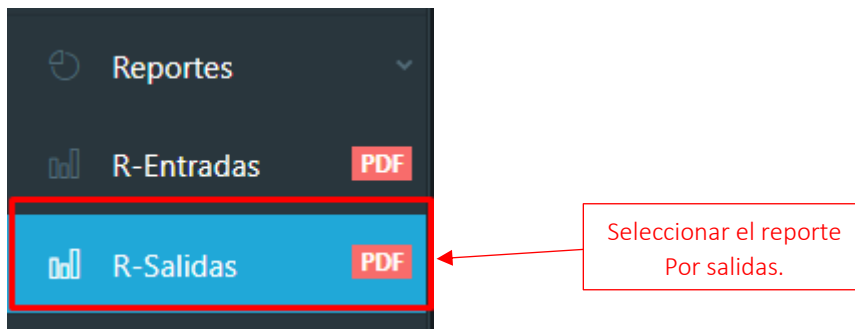 Reportes
R-Entradas PDF
R-Salidas PDF
Seleccionar el reporte
Por salidas.